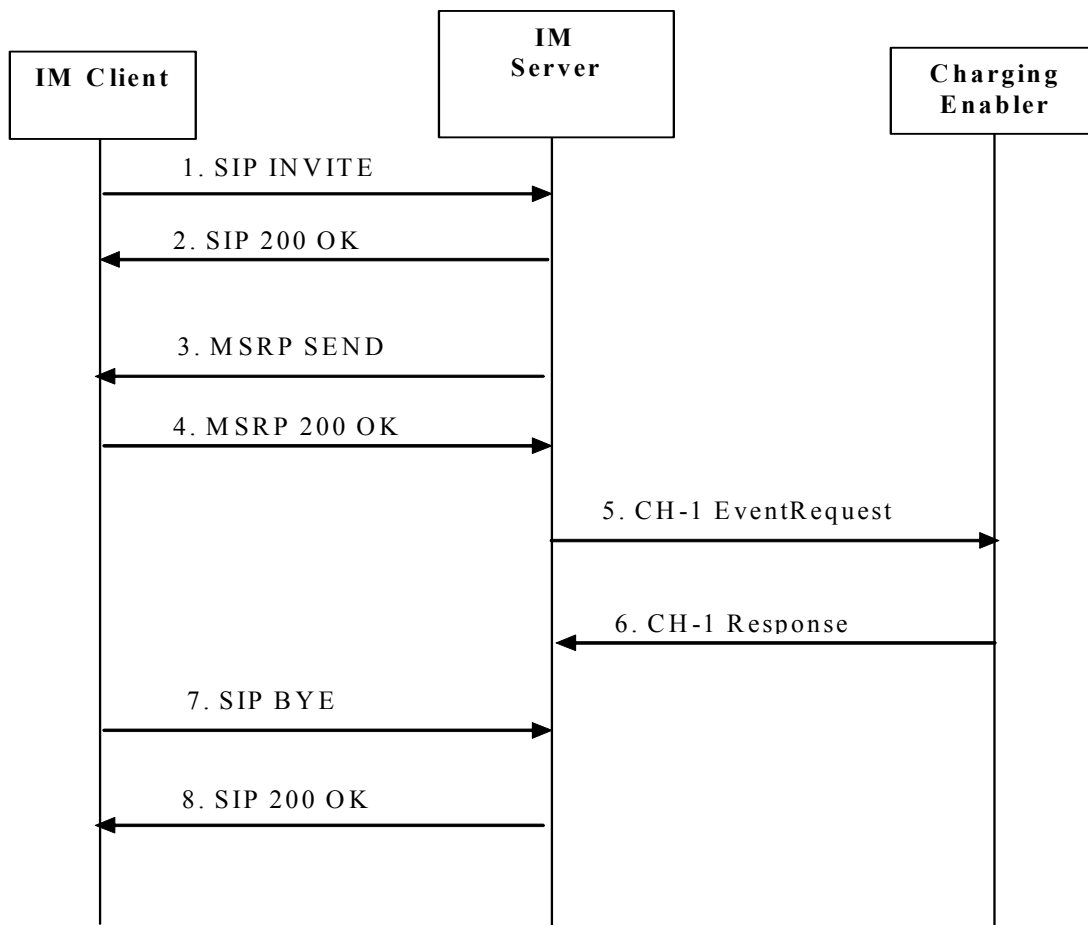 IM Client
IM
Server
Charging
Enabler
1. SIP INVITE
2. SIP 200 OK
3. MSRP SEND
4. MSRP 200 OK
5. CH-1 EventRequest
6. CH-1 Response
7. SIP BYE
8. SIP 200 OK